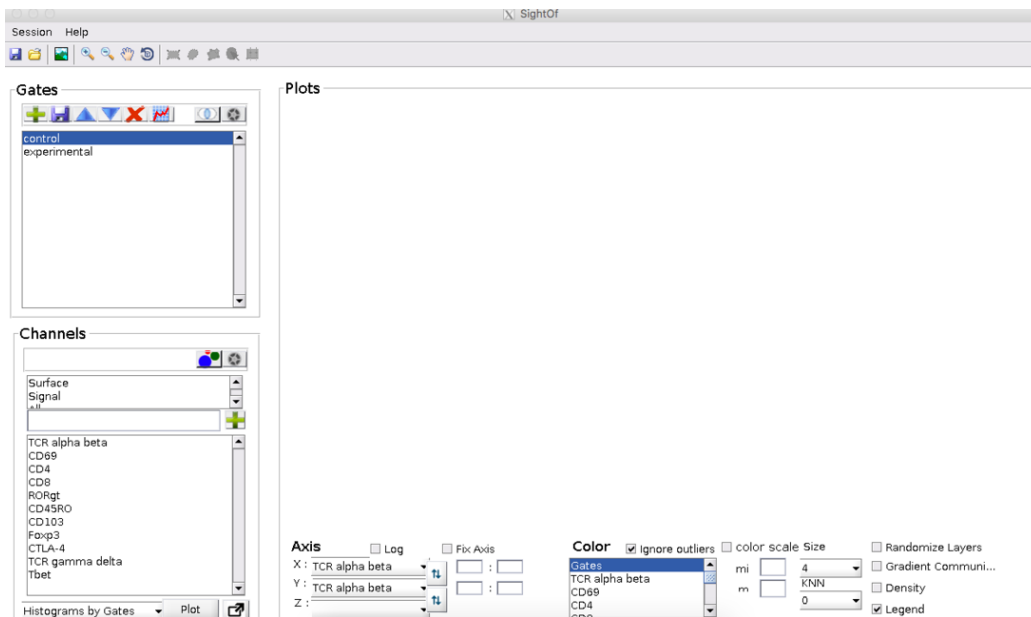 SightOf
Session Help
Gates
control
experimental
Channels
Surface
Signal
TCR alpha beta
CD69
CD4
CD8
RORgt
CD45RO
CD103
Foxp3
CTLA-4
TCR gamma delta
Tbet
Histograms by Gates Plot
Plots
Axis Log Fix Axis
X : TCR alpha beta :
Y : TCR alpha beta :
Z :
Color Ignore outliers color scale Size
Gates
TCR alpha beta
CD69
CD4
mi 4
m KNN
0
Randomize Layers
Gradient Communi...
Density
Legend